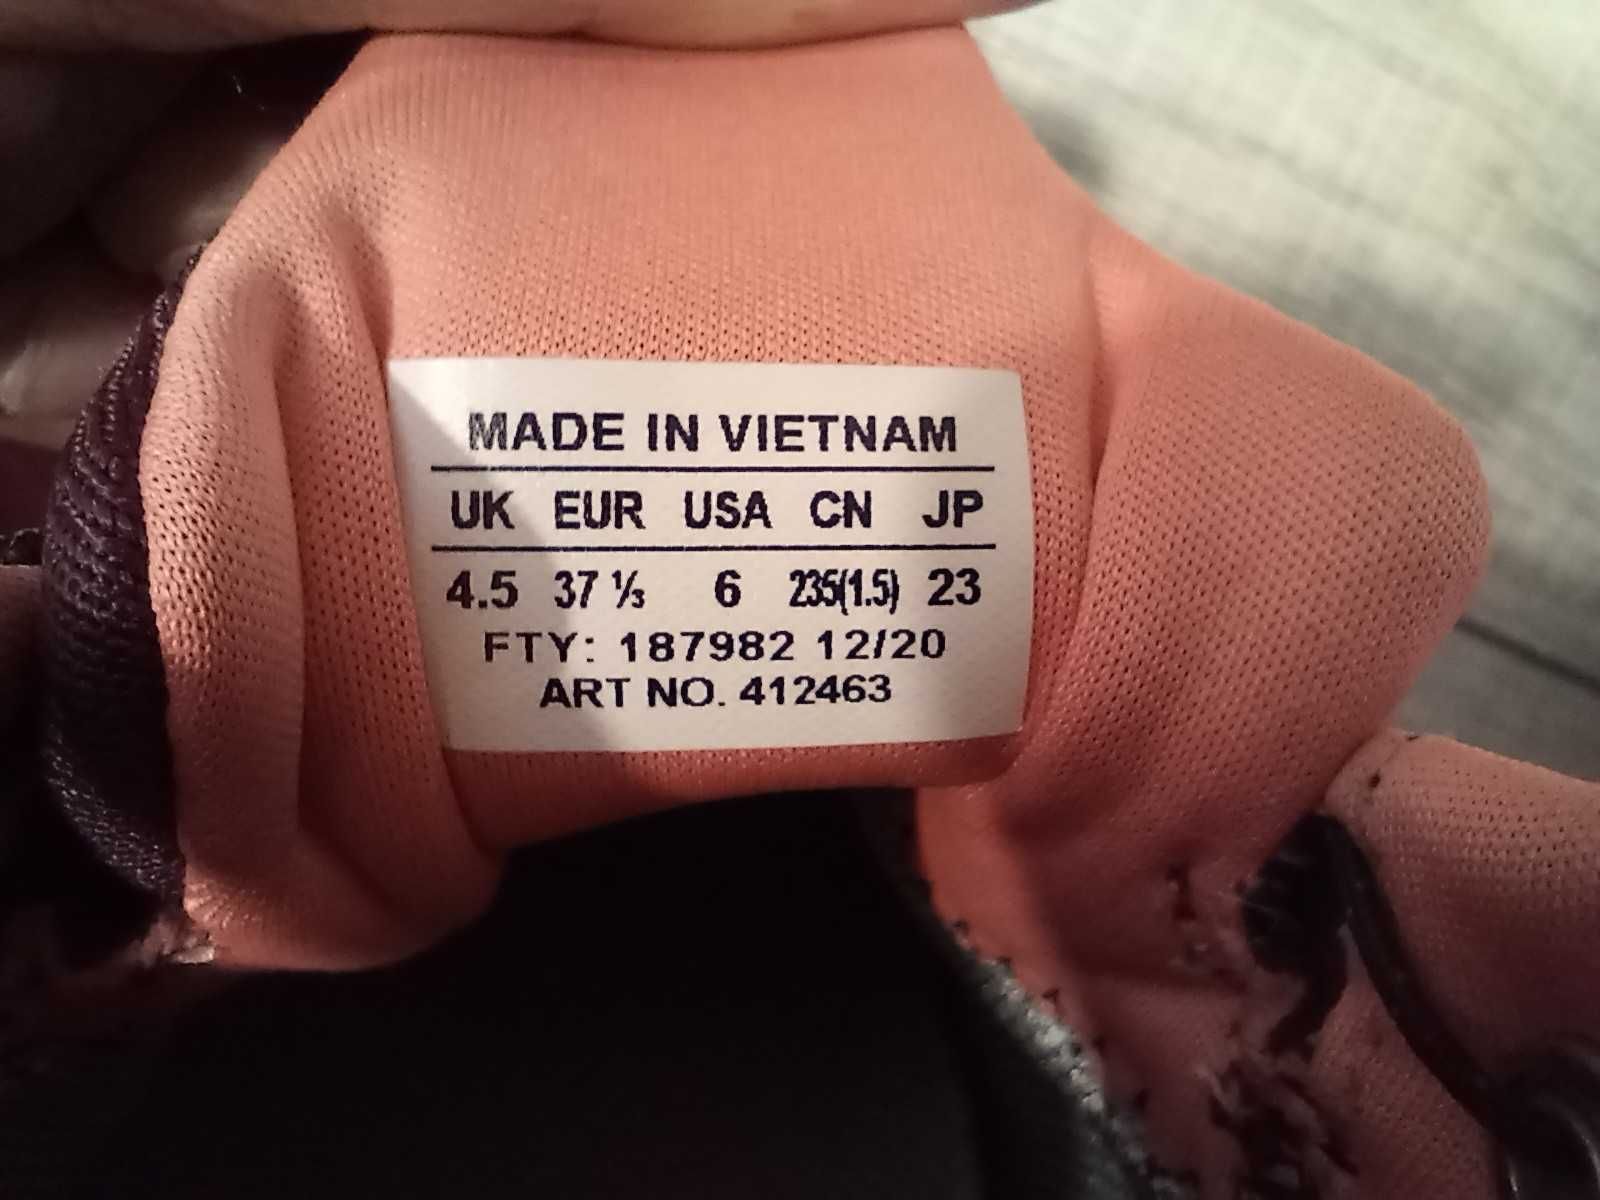 MADE IN VIETNAM
UK EUR USA CN JP
4.5 37 ⅓ 6 235(1.5) 23
FTY: 187982 12/20
ART NO. 412463